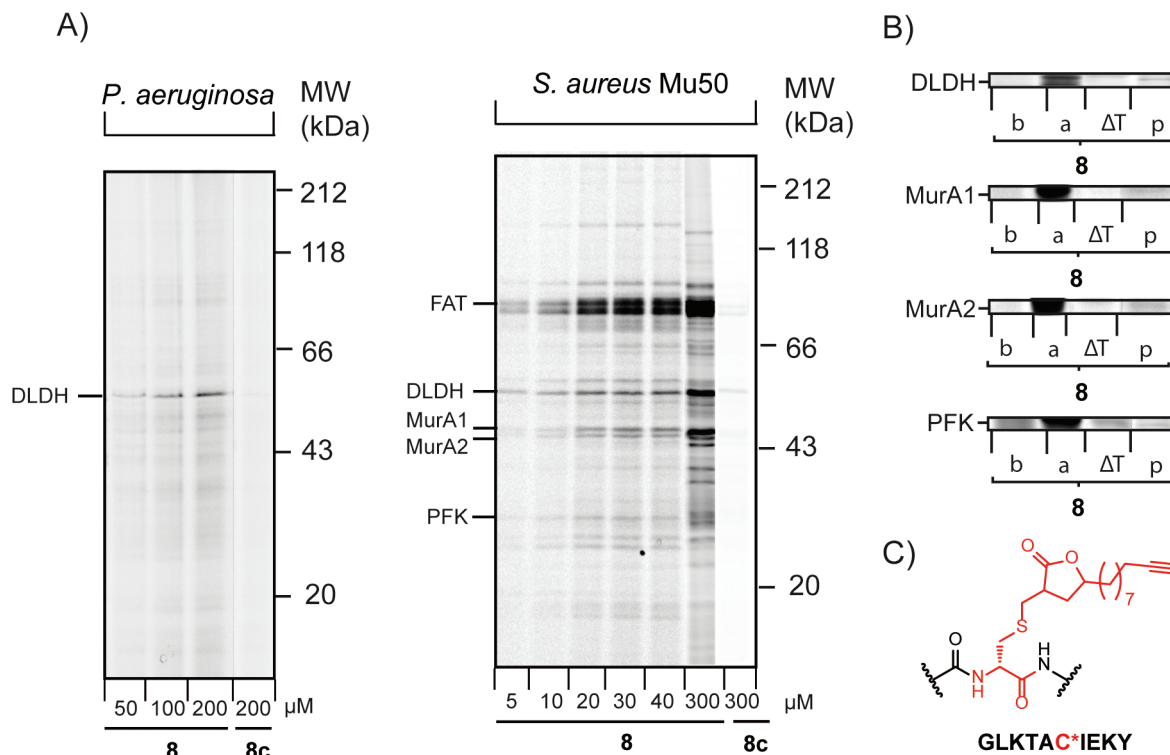 A)
P. aeruginosa
MW
(kDa)
212
118
66
43
20
DLDH
50 100 200 200 µM
8 8c
S. aureus Mu50
MW
(kDa)
212
118
66
43
20
FAT
DLDH
MurA1
MurA2
PFK
5 10 20 30 40 300 300 µM
8 8c
B)
DLDH
b a ΔT p
8
MurA1
b a ΔT p
8
MurA2
b a ΔT p
8
PFK
b a ΔT p
8
C)
O
O
7
S
O
H
N
N
H
O
GLKTAC*IEKY